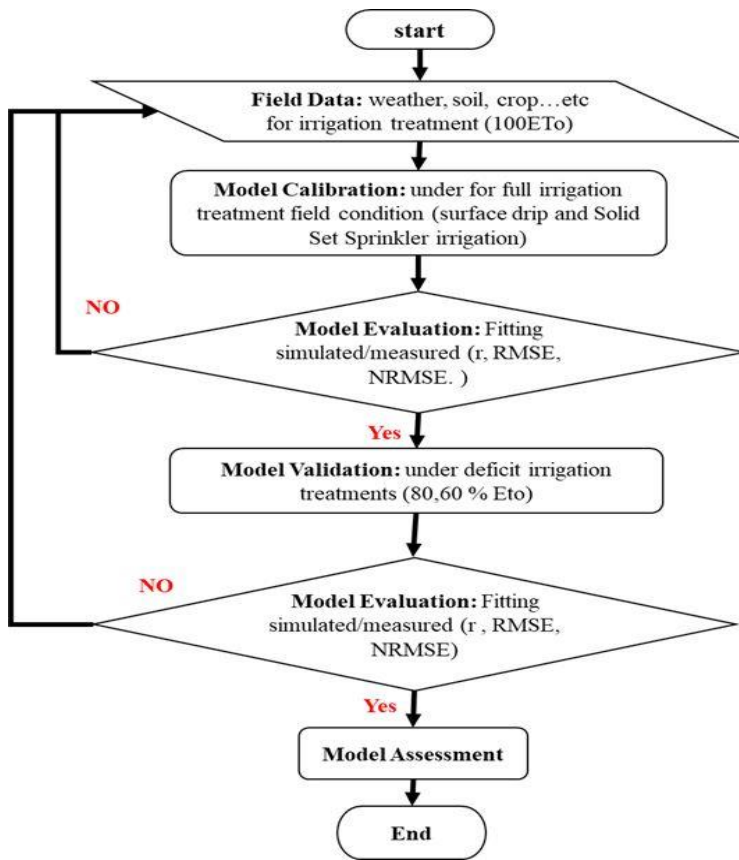 start
Field Data: weather, soil, crop…etc
for irrigation treatment (100ETo)
Model Calibration: under for full irrigation
treatment field condition (surface drip and Solid
Set Sprinkler irrigation)
NO
Model Evaluation: Fitting
simulated/measured (r, RMSE,
NRMSE. )
Yes
Model Validation: under deficit irrigation
treatments (80,60 % Eto)
NO
Model Evaluation: Fitting
simulated/measured (r , RMSE,
NRMSE)
Yes
Model Assessment
End